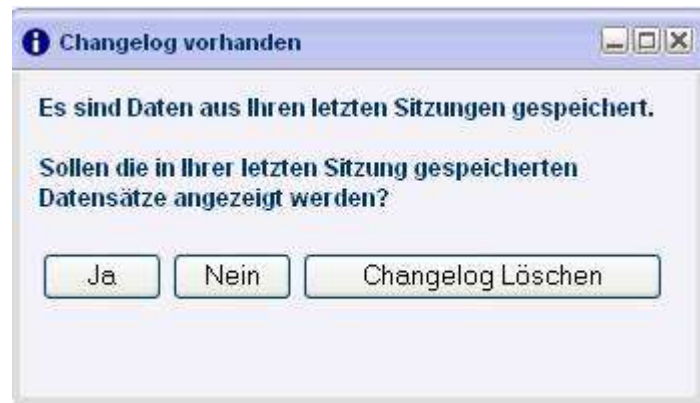 Changelog vorhanden
Es sind Daten aus Ihren letzten Sitzungen gespeichert.
Sollen die in Ihrer letzten Sitzung gespeicherten
Datensätze angezeigt werden?
Ja Nein Changelog Löschen